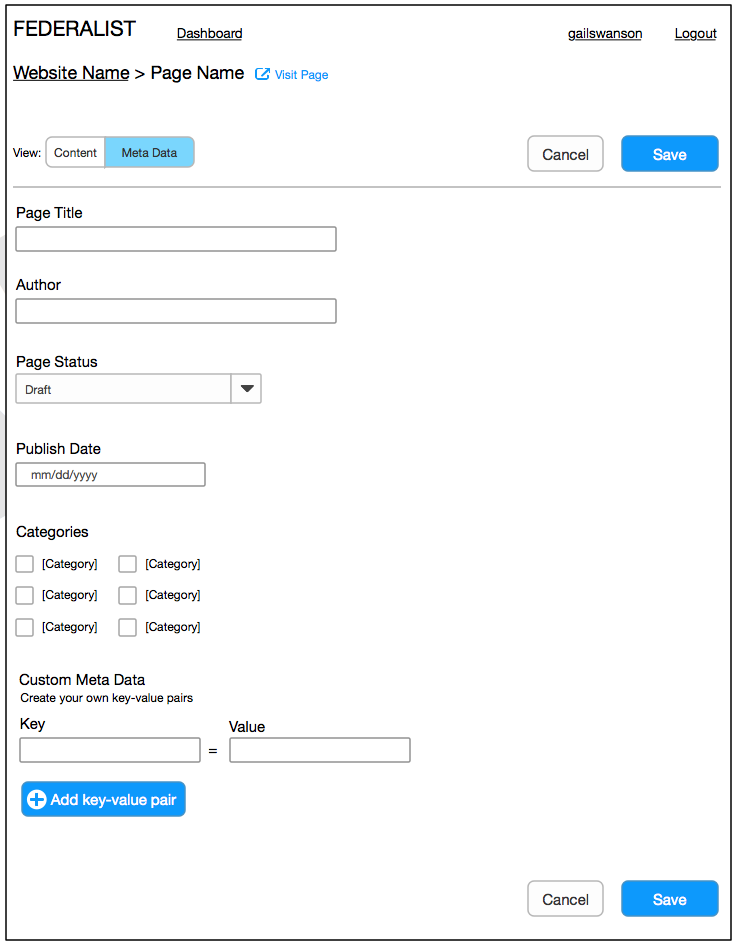 FEDERALIST Dashboard gailswanson Logout
Website Name > Page Name Visit Page
View: Content Meta Data Cancel Save
Page Title
Author
Page Status
Draft
Publish Date
mm/dd/yyyy
Categories
[Category] [Category]
[Category] [Category]
[Category] [Category]
Custom Meta Data
Create your own key-value pairs
Key Value
=
Add key-value pair
Cancel Save